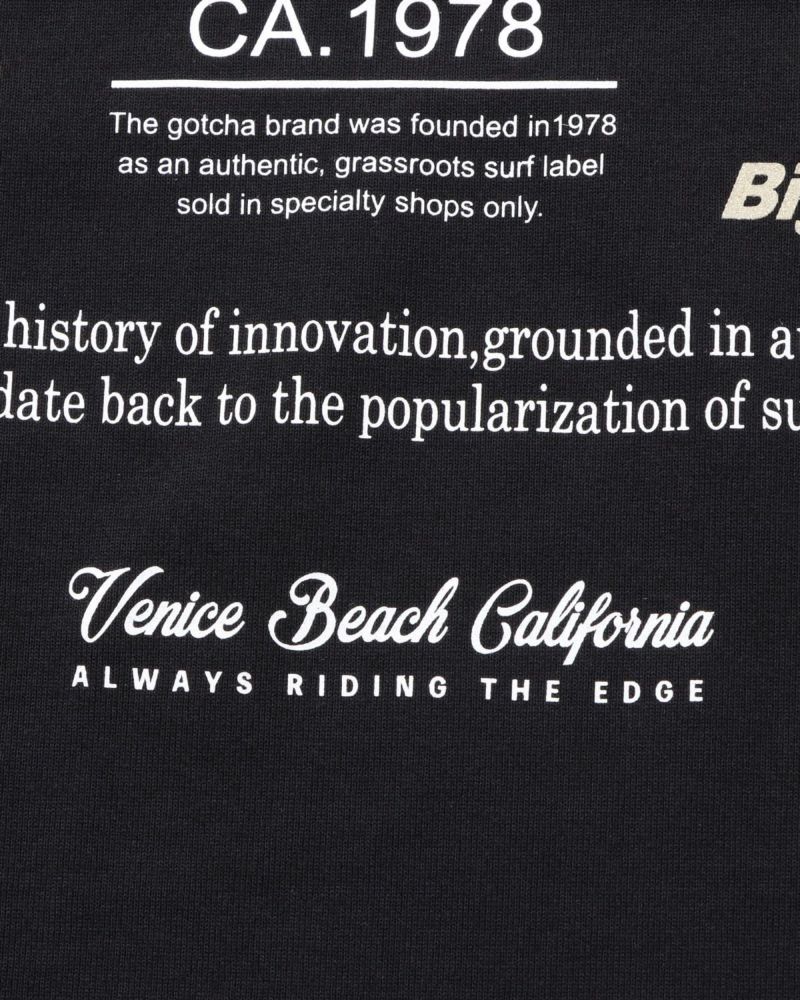 CA.1978
The gotcha brand was founded in1978
as an authentic, grassroots surf label
sold in specialty shops only.
history of innovation,grounded in
date back to the popularization of
Venice Beach California
ALWAYS RIDING THE EDGE